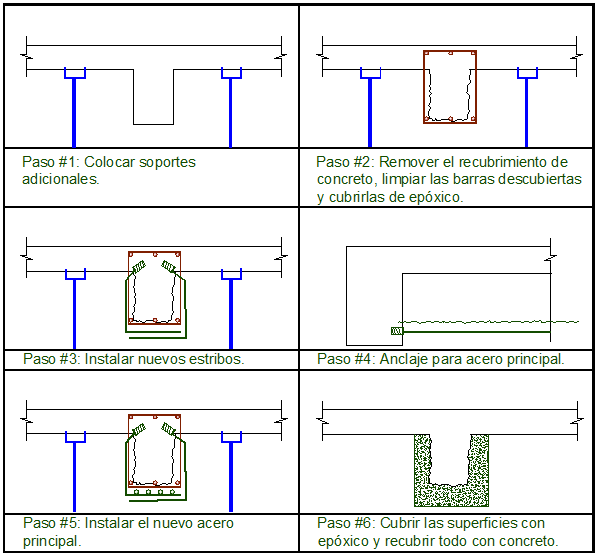 Paso #1: Colocar soportes
adicionales.
Paso #2: Remover el recubrimiento de
concreto, limpiar las barras descubiertas
y cubrirlas de epóxico.
Paso #3: Instalar nuevos estribos.
Paso #4: Anclaje para acero principal.
Paso #5: Instalar el nuevo acero
principal.
Paso #6: Cubrir las superficies con
epóxico y recubrir todo con concreto.